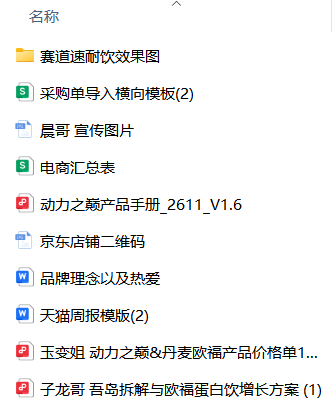 名称
赛道速耐饮效果图
采购单导入横向模板(2)
晨哥 宣传图片
电商汇总表
动力之巅产品手册_2611_V1.6
京东店铺二维码
品牌理念以及热爱
天猫周报模版(2)
玉变姐 动力之巅&丹麦欧福产品价格单1...
子龙哥 吾岛拆解与欧福蛋白饮增长方案 (1)